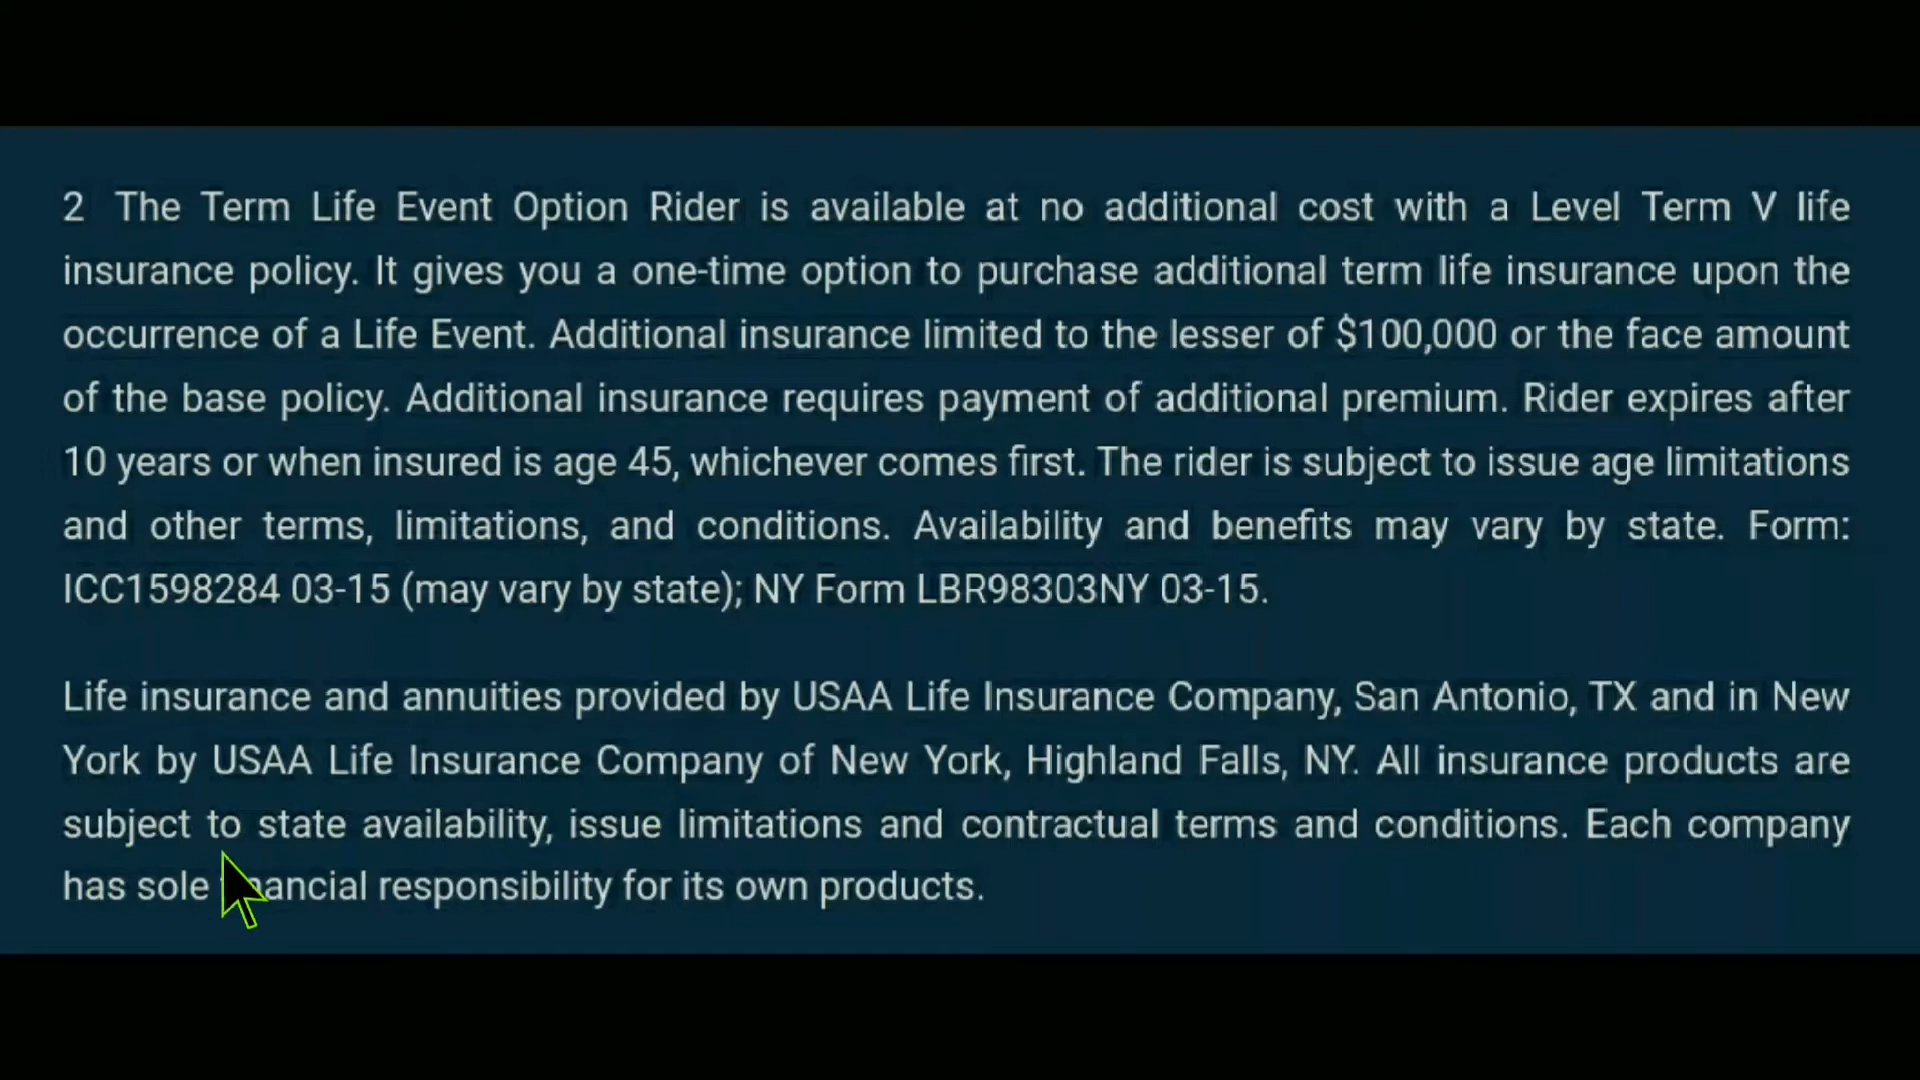 2 The Term Life Event Option Rider is available at no additional cost with a Level Term V life
insurance policy. It gives you a one-time option to purchase additional term life insurance upon the
occurrence of a Life Event. Additional insurance limited to the lesser of $100,000 or the face amount
of the base policy. Additional insurance requires payment of additional premium. Rider expires after
10 years or when insured is age 45, whichever comes first. The rider is subject to issue age limitations
and other terms, limitations, and conditions. Availability and benefits may vary by state. Form:
ICC1598284 03-15 (may vary by state); NY Form LBR98303NY 03-15.
Life insurance and annuities provided by USAA Life Insurance Company, San Antonio, TX and in New
York by USAA Life Insurance Company of New York, Highland Falls, NY. All insurance products are
subject to state availability, issue limitations and contractual terms and conditions. Each company
has sole financial responsibility for its own products.